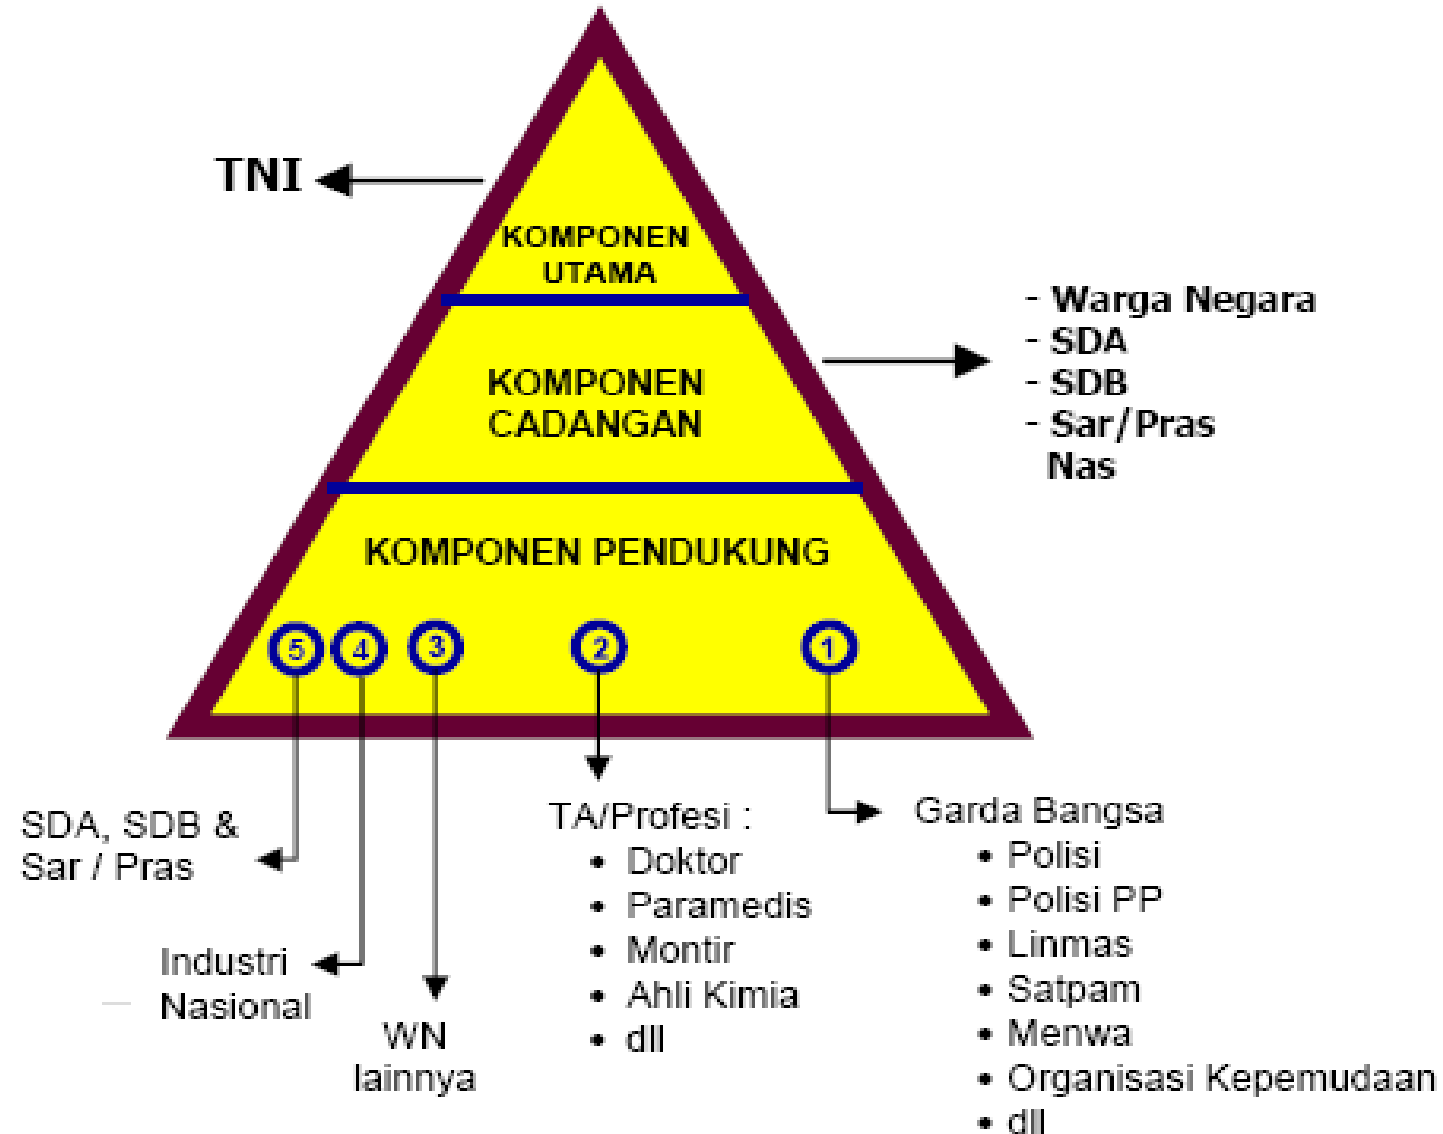 TNI
KOMPONEN
UTAMA
- Warga Negara
- SDA
- SDB
- Sar/Pras
Nas
KOMPONEN
CADANGAN
KOMPONEN PENDUKUNG
5 4 3 2 1
SDA, SDB &
Sar / Pras
Industri
Nasional
WN
lainnya
TA/Profesi :
• Doktor
• Paramedis
• Montir
• Ahli Kimia
• dll
Garda Bangsa
• Polisi
• Polisi PP
• Linmas
• Satpam
• Menwa
• Organisasi Kepemudaan
• dll